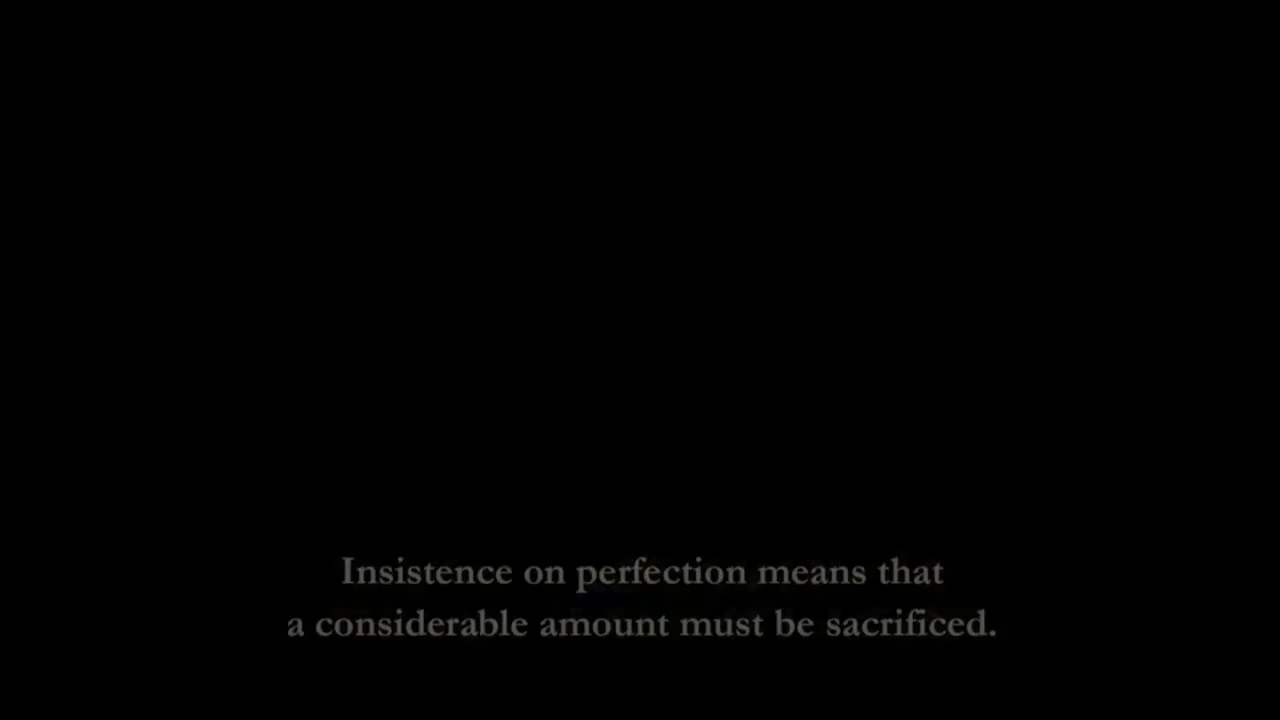 Insistence on perfection means that
a considerable amount must be sacrificed.